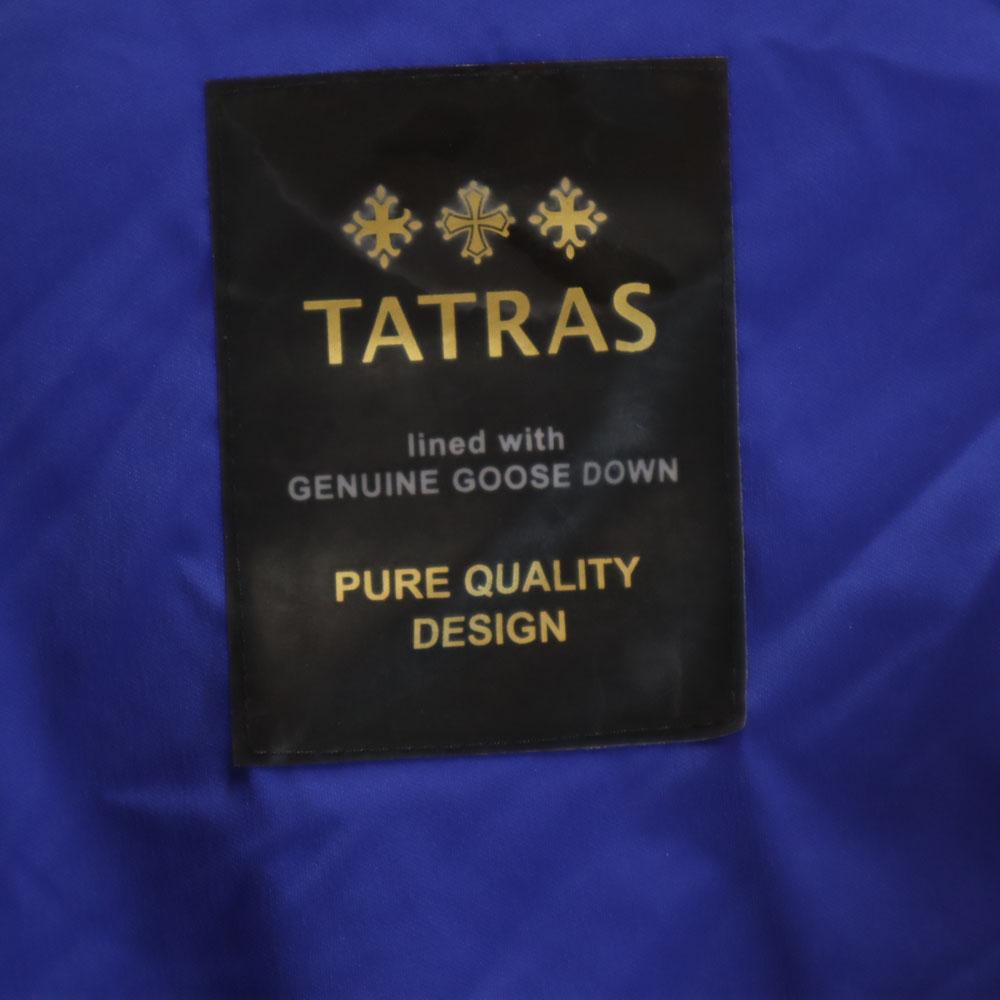 TATRAS
lined with
GENUINE GOOSE DOWN
PURE QUALITY
DESIGN